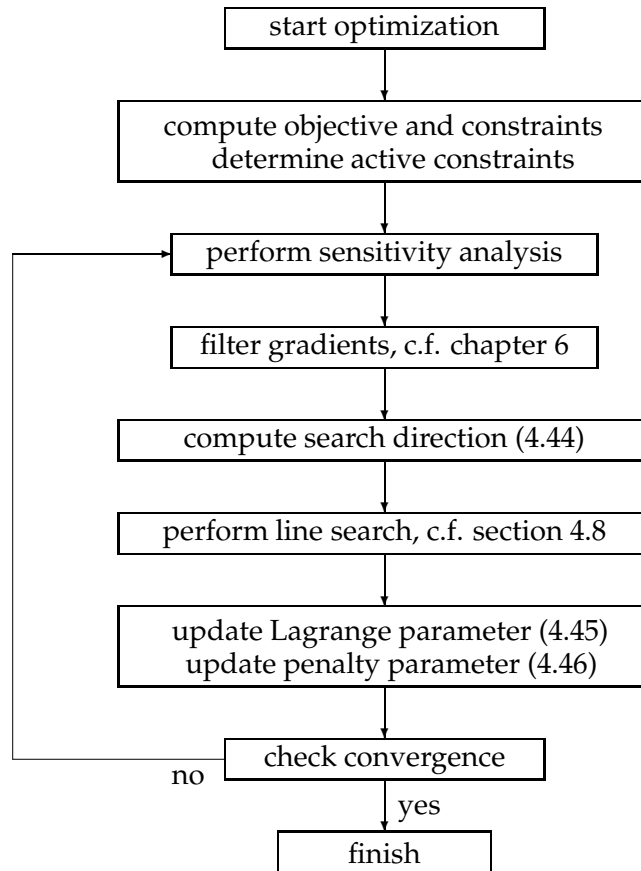 start optimization
compute objective and constraints
determine active constraints
perform sensitivity analysis
filter gradients, c.f. chapter 6
compute search direction (4.44)
perform line search, c.f. section 4.8
update Lagrange parameter (4.45)
update penalty parameter (4.46)
check convergence
no
yes
finish